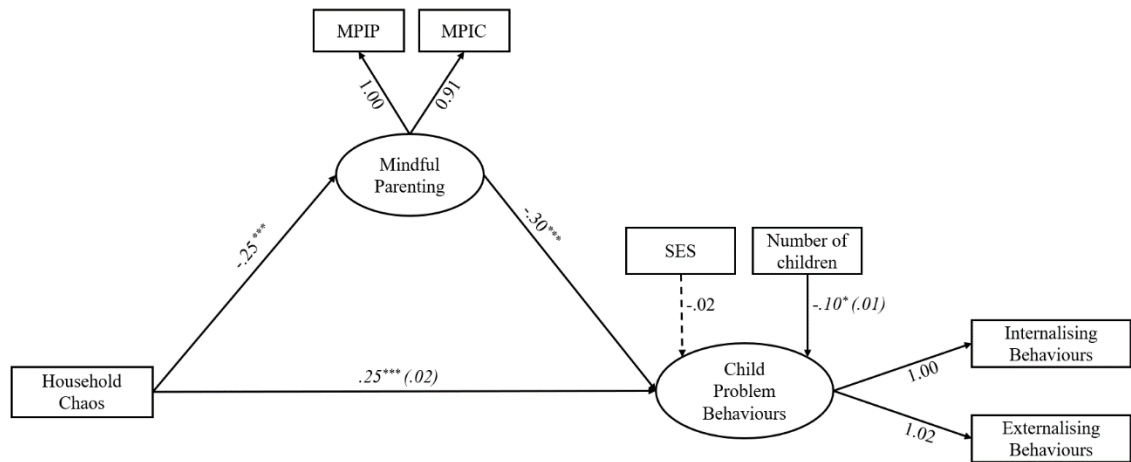 MPIP
MPIC
1.00
0.91
Mindful
Parenting
-.25***
-.30***
SES
Number of
children
-.02
-.10* (.01)
Household
Chaos
.25*** (.02)
Child
Problem
Behaviours
1.00
1.02
Internalising
Behaviours
Externalising
Behaviours